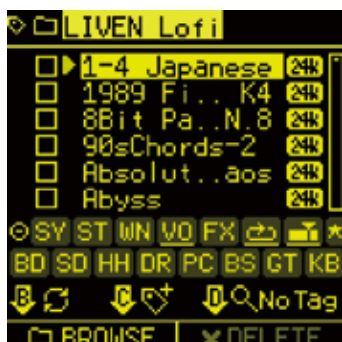 LIVEN Lofi
1-4 Japanese 24k
1989 Fi.. K4 24k
8Bit Pa..N.8 24k
90sChords-2 24k
Absolut..aos 24k
Abyss 24k
SY ST WN VO FX
BD SD HH DR PC BS GT KB
B C D No Tag
BROWSE DELETE